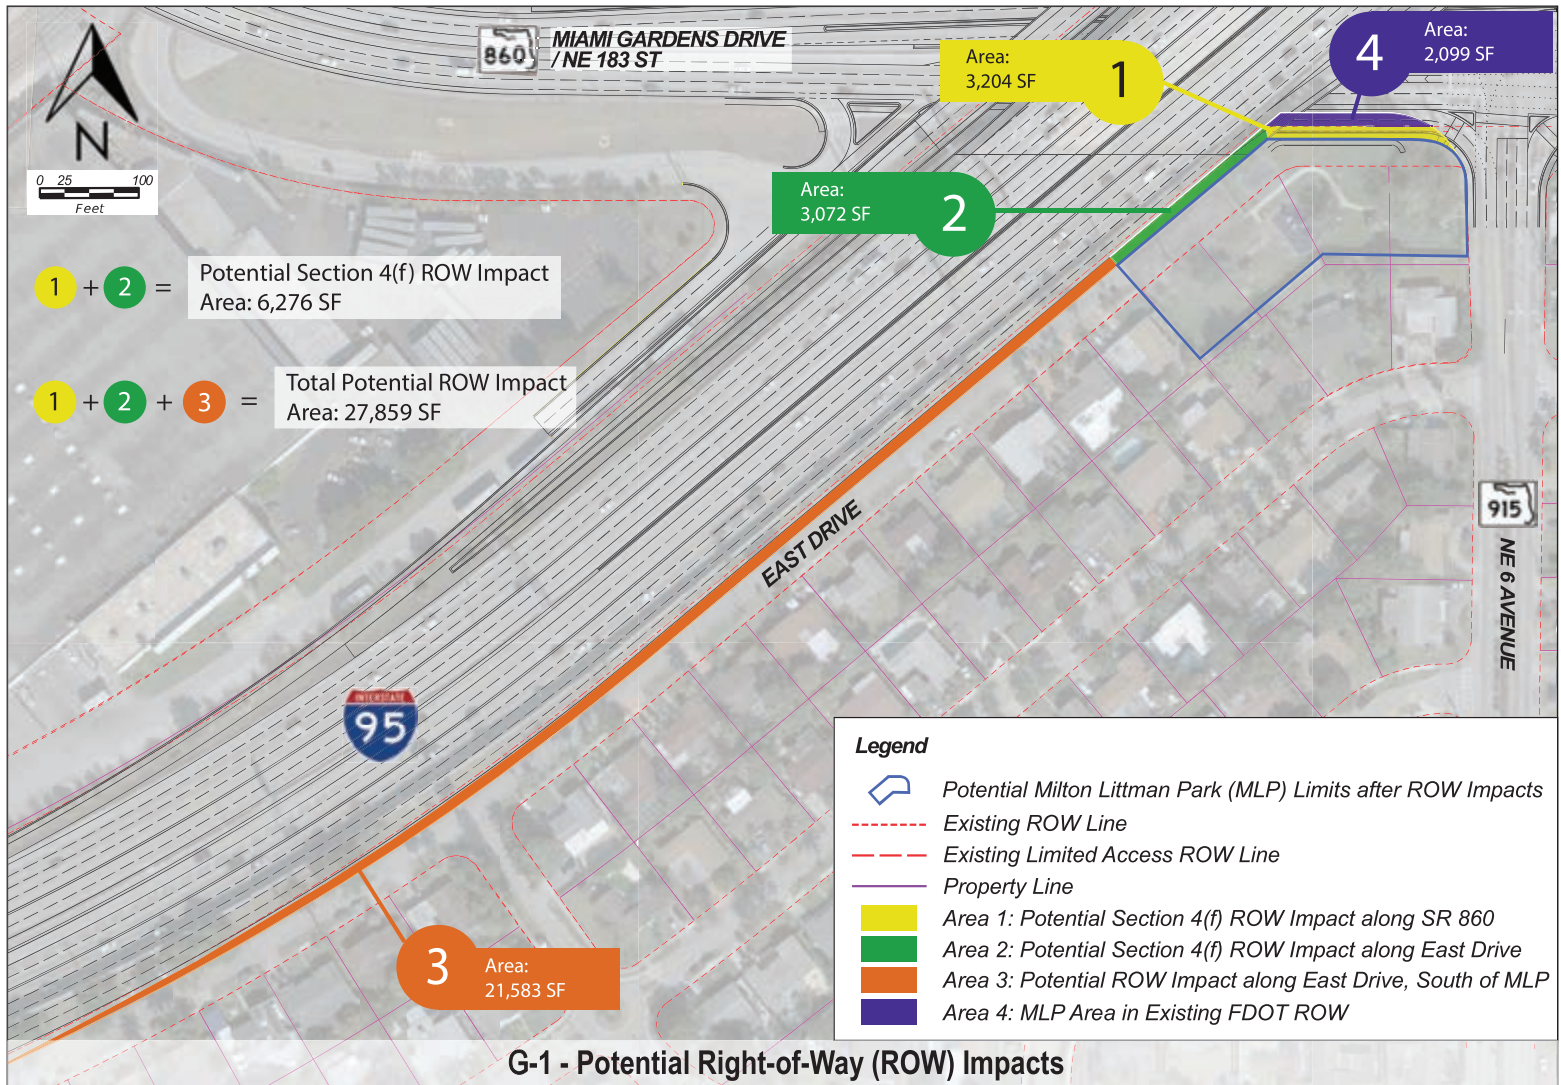 860
MIAMI GARDENS DRIVE
/ NE 183 ST
Area:
3,204 SF
1
4
Area:
2,099 SF
N
0 25 100
Feet
Area:
3,072 SF
2
1 + 2 =
Potential Section 4(f) ROW Impact
Area: 6,276 SF
1 + 2 + 3 =
Total Potential ROW Impact
Area: 27,859 SF
EAST DRIVE
915
NE 6 AVENUE
INTERSTATE
95
3
Area:
21,583 SF
Legend
Potential Milton Littman Park (MLP) Limits after ROW Impacts
Existing ROW Line
Existing Limited Access ROW Line
Property Line
Area 1: Potential Section 4(f) ROW Impact along SR 860
Area 2: Potential Section 4(f) ROW Impact along East Drive
Area 3: Potential ROW Impact along East Drive, South of MLP
Area 4: MLP Area in Existing FDOT ROW
G-1 - Potential Right-of-Way (ROW) Impacts